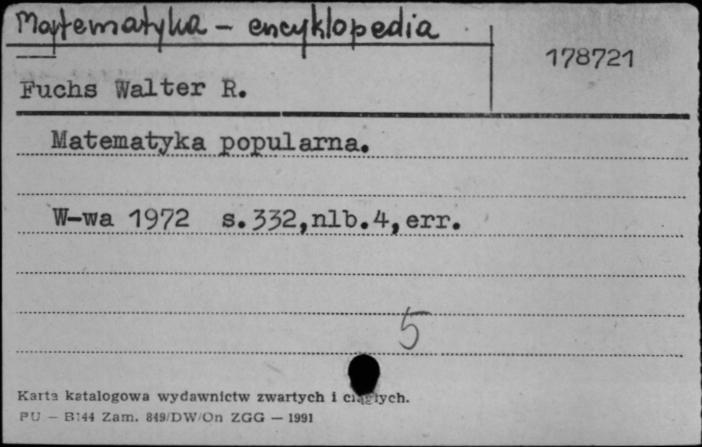 Matematyka - encyklopedia
178721
Fuchs Walter R.
Matematyka popularna.
W-wa 1972 s.332,nlb.4,err.
5
Karta katalogowa wydawnictw zwartych i ciągłych.
PU - B144 Zam. 849/DW/On ZGG - 1991